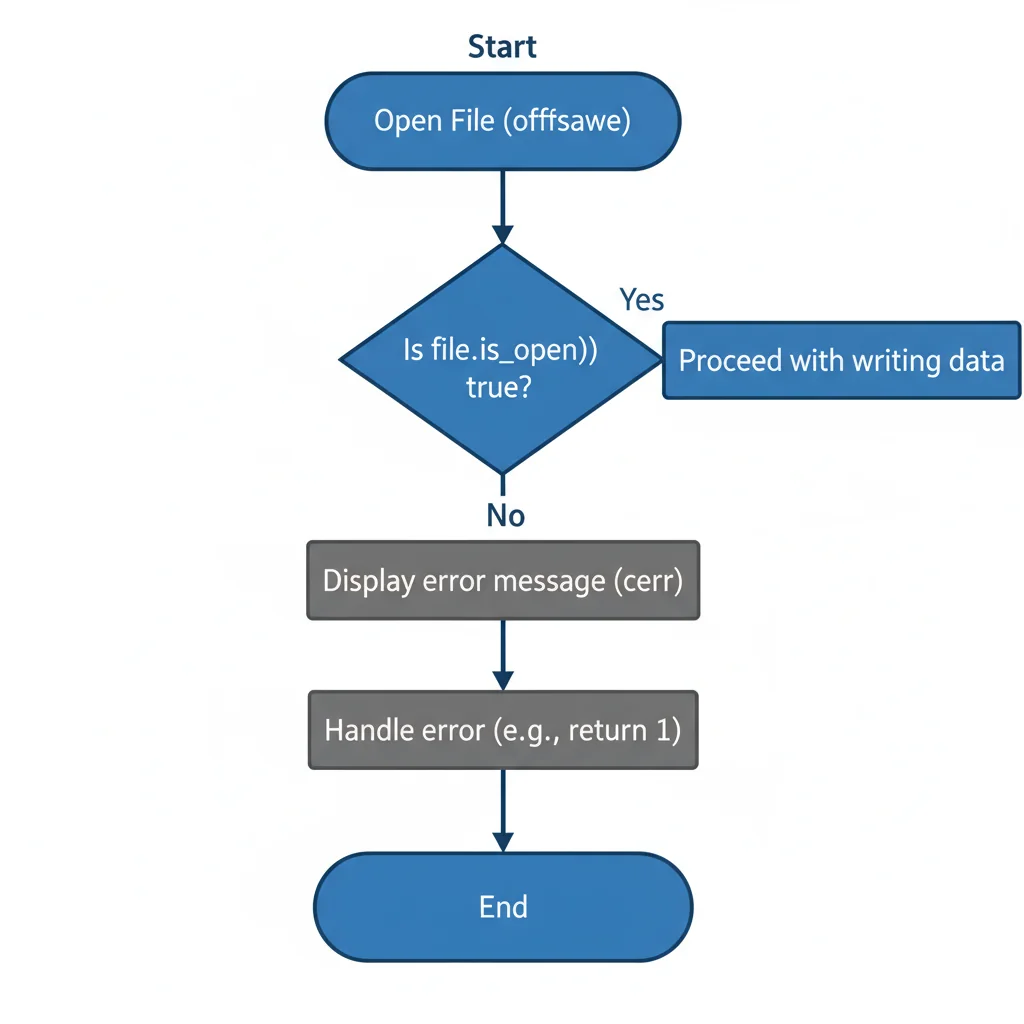 Start
Open File (offfsawe)
Yes
Is file.is_open))
true?
Proceed with writing data
No
Display error message (cerr)
Handle error (e.g., return 1)
End